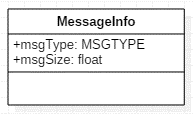 MessageInfo
+msgType: MSGTYPE
+msgSize: float